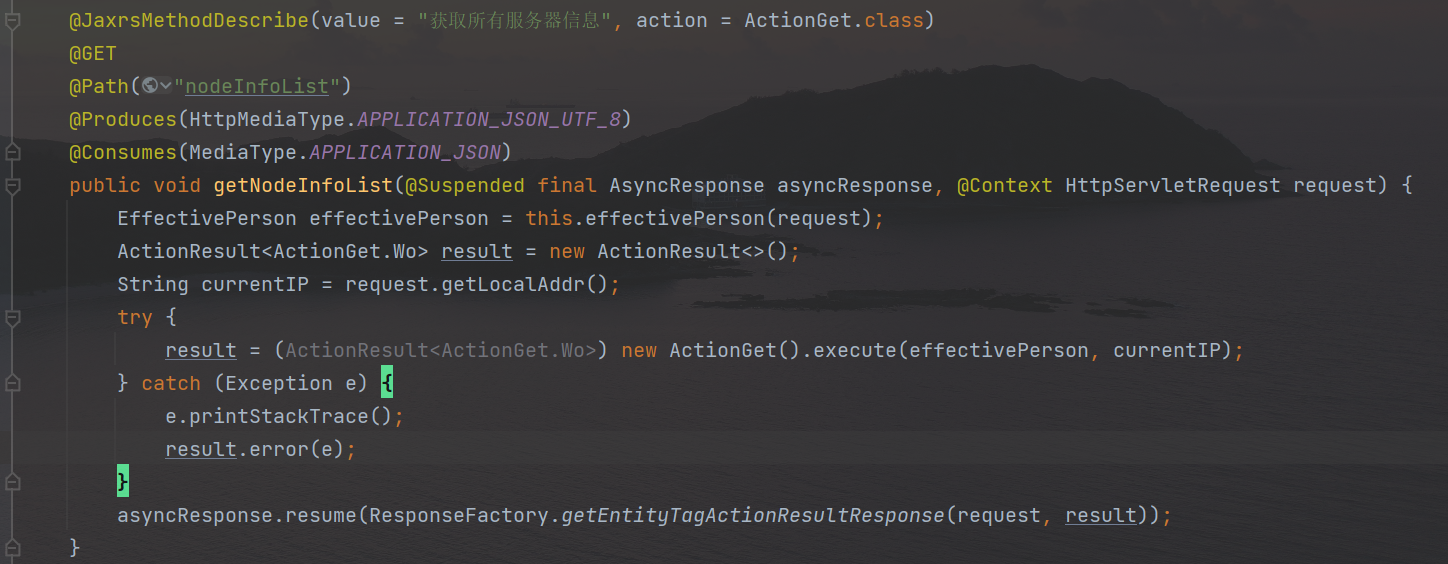 @JaxrsMethodDescribe(value = "获取所有服务器信息", action = ActionGet.class)
@GET
@Path("nodeInfoList")
@Produces(HttpMediaType.APPLICATION_JSON_UTF_8)
@Consumes(MediaType.APPLICATION_JSON)
public void getNodeInfoList(@Suspended final AsyncResponse asyncResponse, @Context HttpServletRequest request) {
    EffectivePerson effectivePerson = this.effectivePerson(request);
    ActionResult<ActionGet.Wo> result = new ActionResult<>();
    String currentIP = request.getLocalAddr();
    try {
        result = (ActionResult<ActionGet.Wo>) new ActionGet().execute(effectivePerson, currentIP);
    } catch (Exception e) {
        e.printStackTrace();
        result.error(e);
    }
    asyncResponse.resume(ResponseFactory.getEntityTagActionResultResponse(request, result));
}